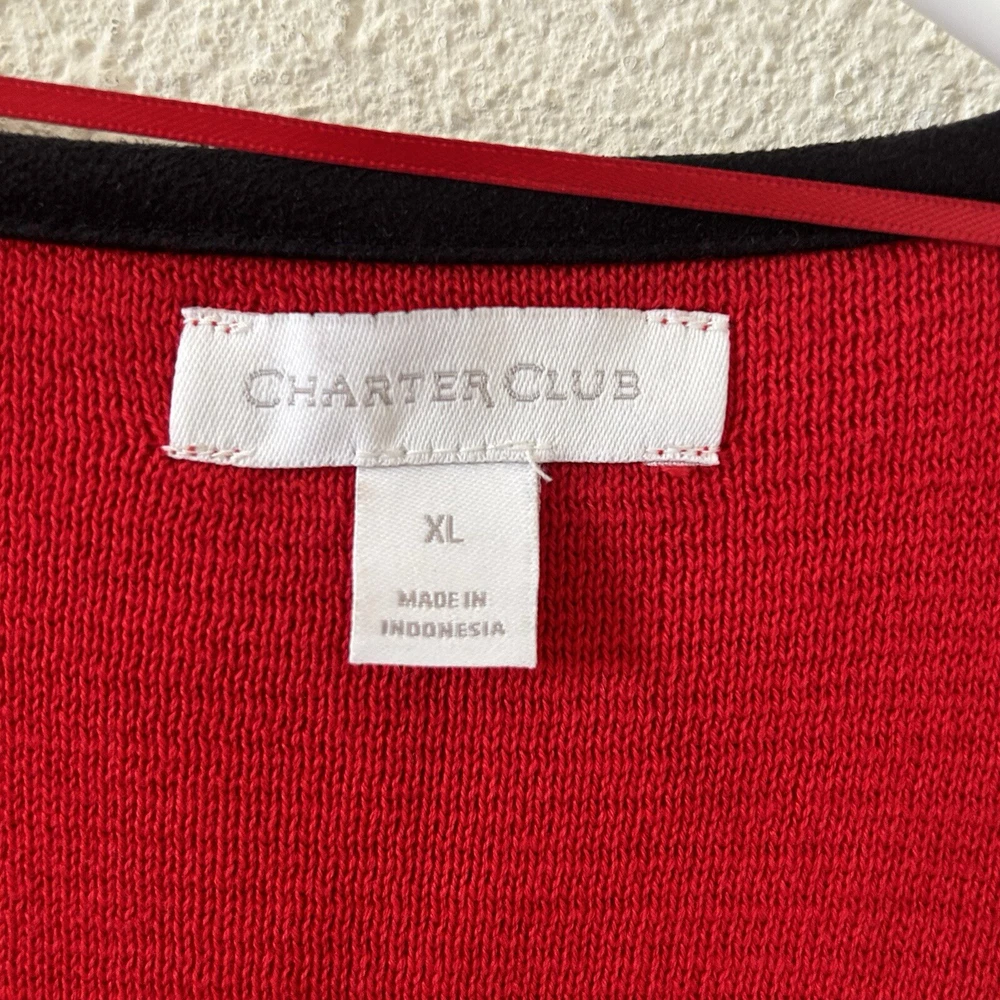 CHARTER CLUB
XL
MADE IN
INDONESIA